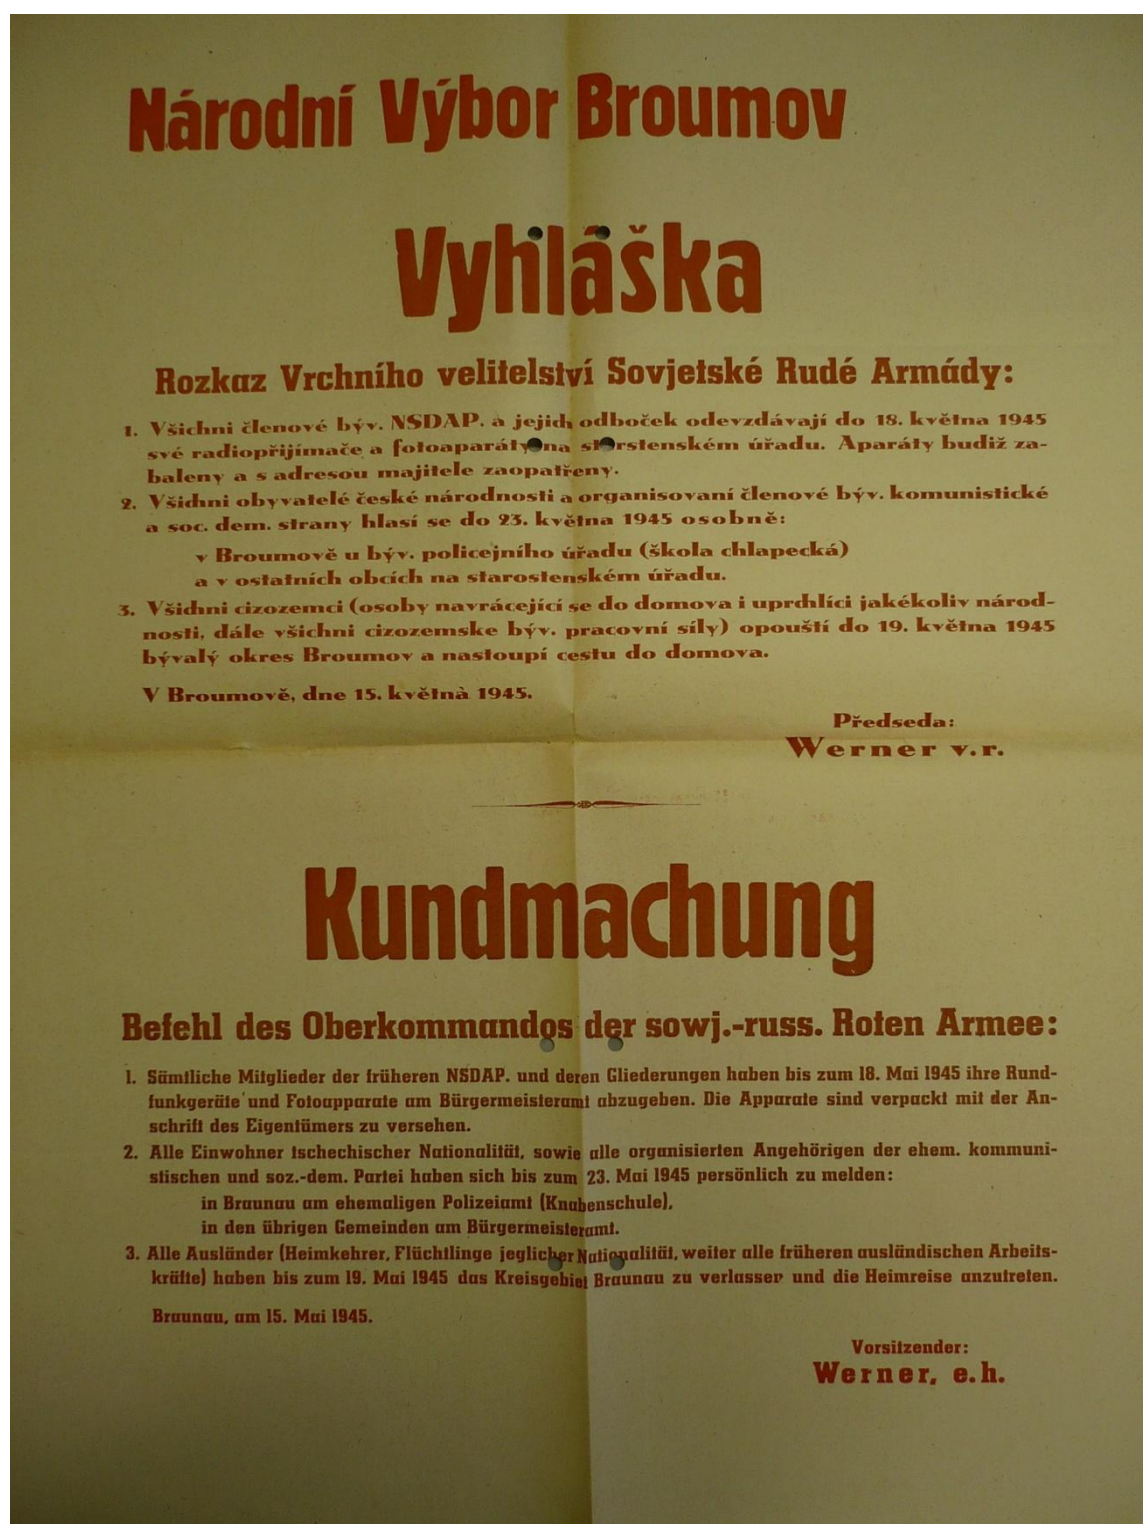 Národní Výbor Broumov
Vyhláška
Rozkaz Vrchního velitelství Sovjetské Rudé Armády:
1. Všichni členové býv. NSDAP. a jejich odboček odevzdávají do 18. května 1945
své radiopřijímače a fotoaparáty na storstenském úřadu. Aparáty budiž za-
baleny a s adresou majitele zaopatřeny.
2. Všichni obyvatelé české národnosti a organisovaní členové býv. komunistické
a soc. dem. strany hlasí se do 23. května 1945 osobně:
v Broumově u býv. policejního úřadu (škola chlapecká)
a v ostatních obcích na starostenském úřadu.
3. Všichni cizozemci (osoby navrácející se do domova i uprchlíci jakékoliv národ-
nosti, dále všichni cizozemske býv. pracovní síly) opouští do 19. května 1945
bývalý okres Broumov a nastoupí cestu do domova.
V Broumově, dne 15. květnà 1945.
Předseda:
Werner v. r.
Kundmachung
Befehl des Oberkommandos der sowj.-russ. Roten Armee:
1. Sämtliche Mitglieder der früheren NSDAP. und deren Gliederungen haben bis zum 18. Mai 1945 ihre Rund-
funkgeräte und Fotoapparate am Bürgermeisteramt abzugeben. Die Apparate sind verpackt mit der An-
schrift des Eigentümers zu versehen.
2. Alle Einwohner tschechischer Nationalität, sowie alle organisierten Angehörigen der ehem. kommuni-
stischen und soz.-dem. Partei haben sich bis zum 23. Mai 1945 persönlich zu melden:
in Braunau am ehemaligen Polizeiamt (Knabenschule),
in den übrigen Gemeinden am Bürgermeisteramt.
3. Alle Ausländer (Heimkehrer, Flüchtlinge jeglicher Nationalität, weiter alle früheren ausländischen Arbeits-
kräfte) haben bis zum 19. Mai 1945 das Kreisgebiet Braunau zu verlassen und die Heimreise anzutreten.
Braunau, am 15. Mai 1945.
Vorsitzender:
Werner, e. h.